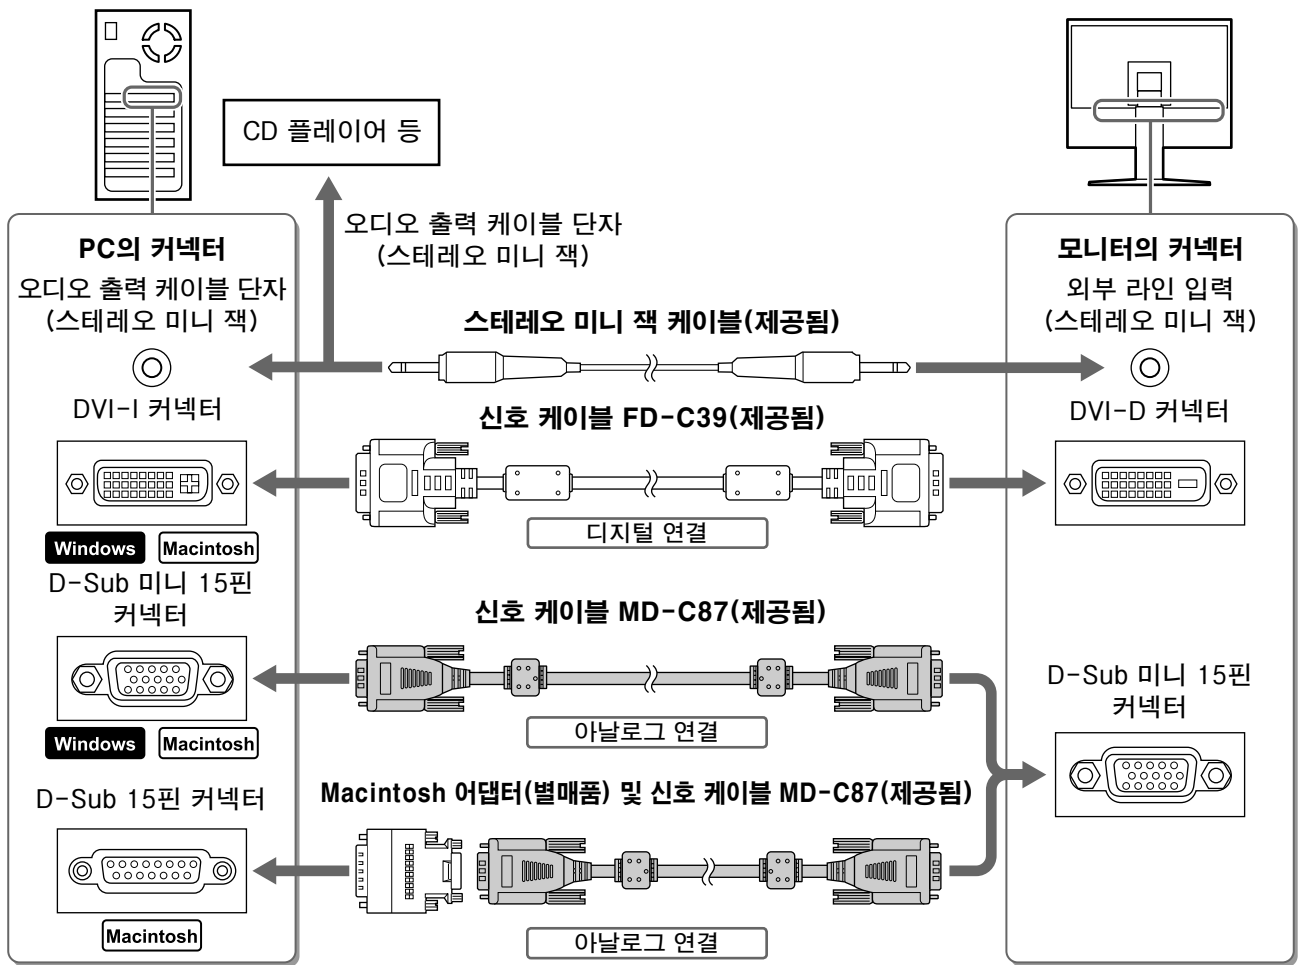 CD 플레이어 등
오디오 출력 케이블 단자
(스테레오 미니 잭)
PC의 커넥터
오디오 출력 케이블 단자
(스테레오 미니 잭)
DVI-I 커넥터
Windows Macintosh
D-Sub 미니 15핀
커넥터
Windows Macintosh
D-Sub 15핀 커넥터
Macintosh
스테레오 미니 잭 케이블(제공됨)
신호 케이블 FD-C39(제공됨)
디지털 연결
신호 케이블 MD-C87(제공됨)
아날로그 연결
Macintosh 어댑터(별매품) 및 신호 케이블 MD-C87(제공됨)
아날로그 연결
모니터의 커넥터
외부 라인 입력
(스테레오 미니 잭)
DVI-D 커넥터
D-Sub 미니 15핀
커넥터